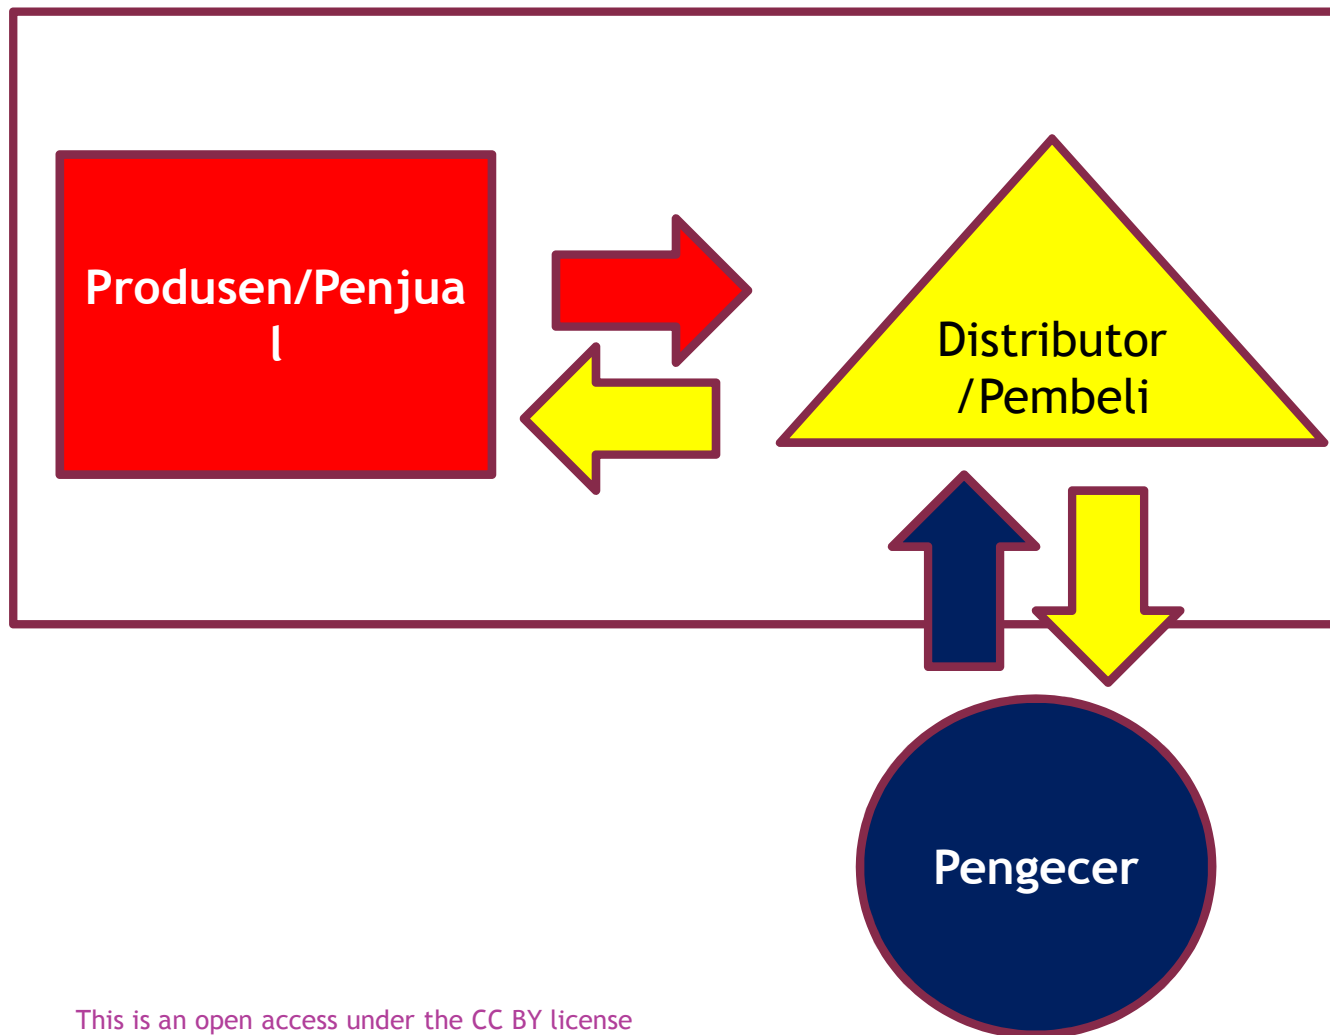 Produsen/Penjua
l
Distributor
/Pembeli
Pengecer
This is an open access under the CC BY license